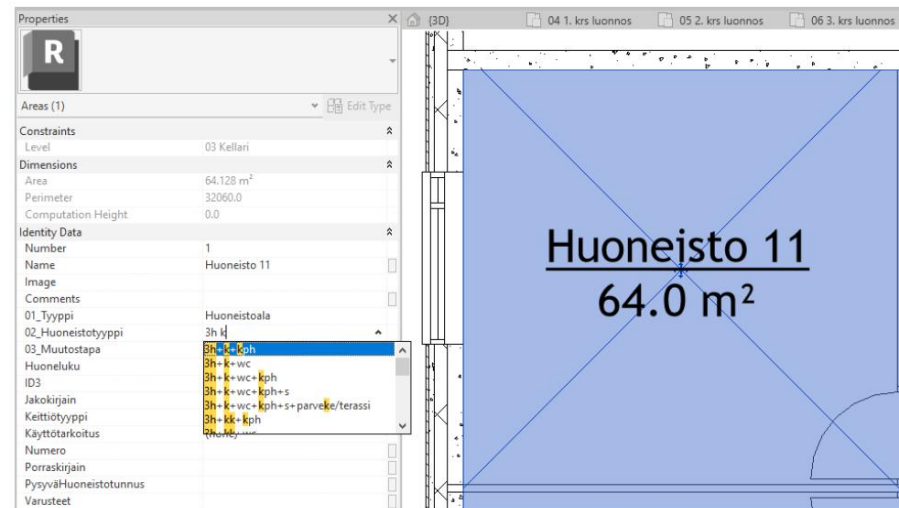 Properties
{3D}
04 1. krs luonnos
05 2. krs luonnos
06 3. krs luonnos
R
Areas (1)
Edit Type
Constraints
Level 03 Kellari
Dimensions
Area 64.128 m²
Perimeter 32060.0
Computation Height 0.0
Identity Data
Number 1
Name Huoneisto 11
Image
Comments
01_Tyyppi Huoneistoala
02_Huoneistotyyppi 3h k
03_Muutostapa
Huoneluku
ID3
Jakokirjain
Keittiötyyppi
Käyttötarkoitus
Numero
Porraskirjain
PysyväHuoneistotunnus
Varusteet
3h+k+kph
3h+k+wc
3h+k+wc+kph
3h+k+wc+kph+s
3h+k+wc+kph+s+parveke/terassi
3h+kk+kph
Huoneisto 11
64.0 m²